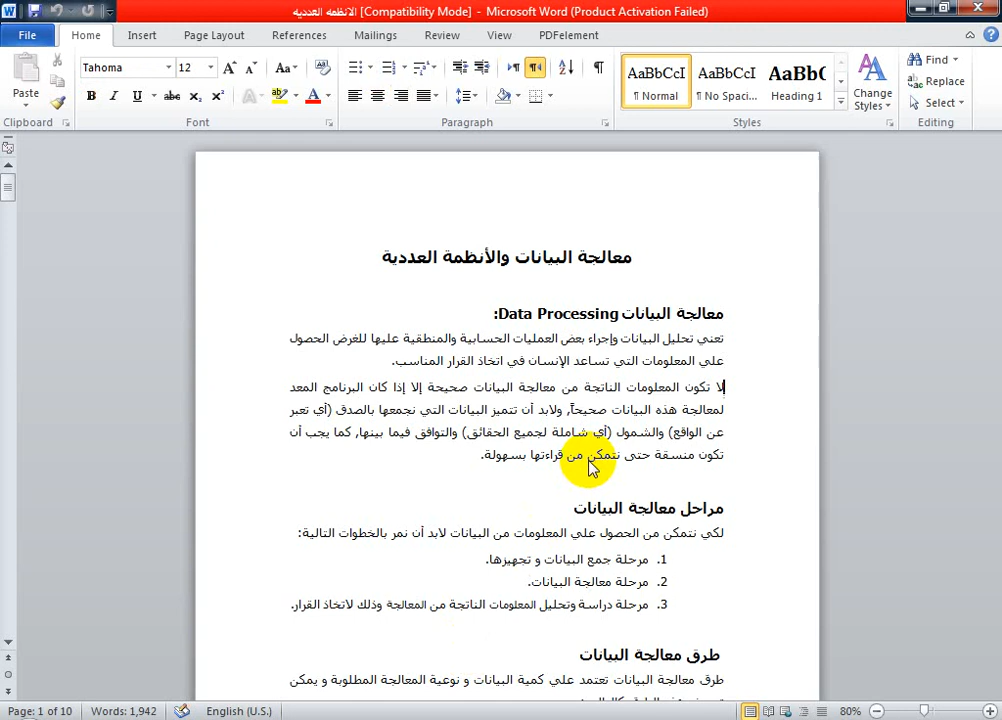 الانظمه العدديه [Compatibility Mode] - Microsoft Word (Product Activation Failed)
File Home Insert Page Layout References Mailings Review View PDFelement
Tahoma 12 Aa Find
AaBbCcI AaBbCcI AaBbC Replace
Paste B I U abc x₂ x² A ab A ¶ Normal ¶ No Spaci... Heading 1 Change Styles Select
Clipboard Font Paragraph Styles Editing
معالجة البيانات والأنظمة العددية
معالجة البيانات Data Processing:
تعني تحليل البيانات وإجراء بعض العمليات الحسابية والمنطقية عليها للغرض الحصول
علي المعلومات التي تساعد الإنسان في اتخاذ القرار المناسب.
لا تكون المعلومات الناتجة من معالجة البيانات صحيحة إلا إذا كان البرنامج المعد
لمعالجة هذه البيانات صحيحاً, ولابد أن تتميز البيانات التي نجمعها بالصدق (أي تعبر
عن الواقع) والشمول (أي شاملة لجميع الحقائق) والتوافق فيما بينها, كما يجب أن
تكون منسقة حتى نتمكن من قراءتها بسهولة.
مراحل معالجة البيانات
لكي نتمكن من الحصول علي المعلومات من البيانات لابد أن نمر بالخطوات التالية:
1. مرحلة جمع البيانات و تجهيزها.
2. مرحلة معالجة البيانات.
3. مرحلة دراسة وتحليل المعلومات الناتجة من المعالجة وذلك لاتخاذ القرار.
طرق معالجة البيانات
طرق معالجة البيانات تعتمد علي كمية البيانات و نوعية المعالجة المطلوبة و يمكن
Page: 1 of 10 Words: 1,942 English (U.S.) 80%